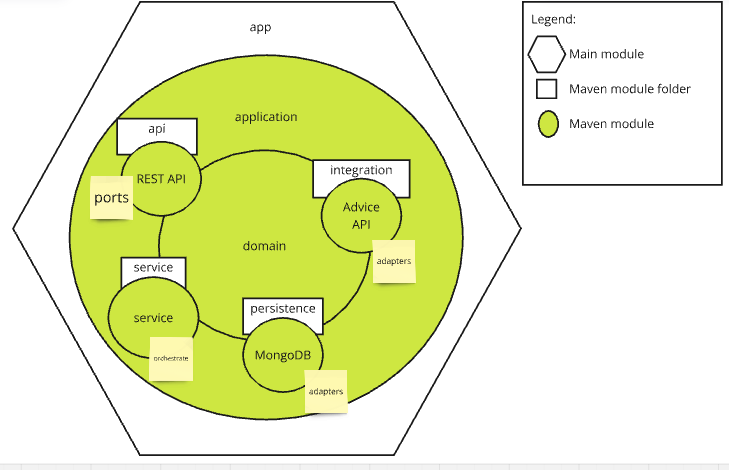 app
Legend:
Main module
Maven module folder
Maven module
application
api
REST API
ports
integration
Advice
API
adapters
domain
service
service
orchestrate
persistence
MongoDB
adapters